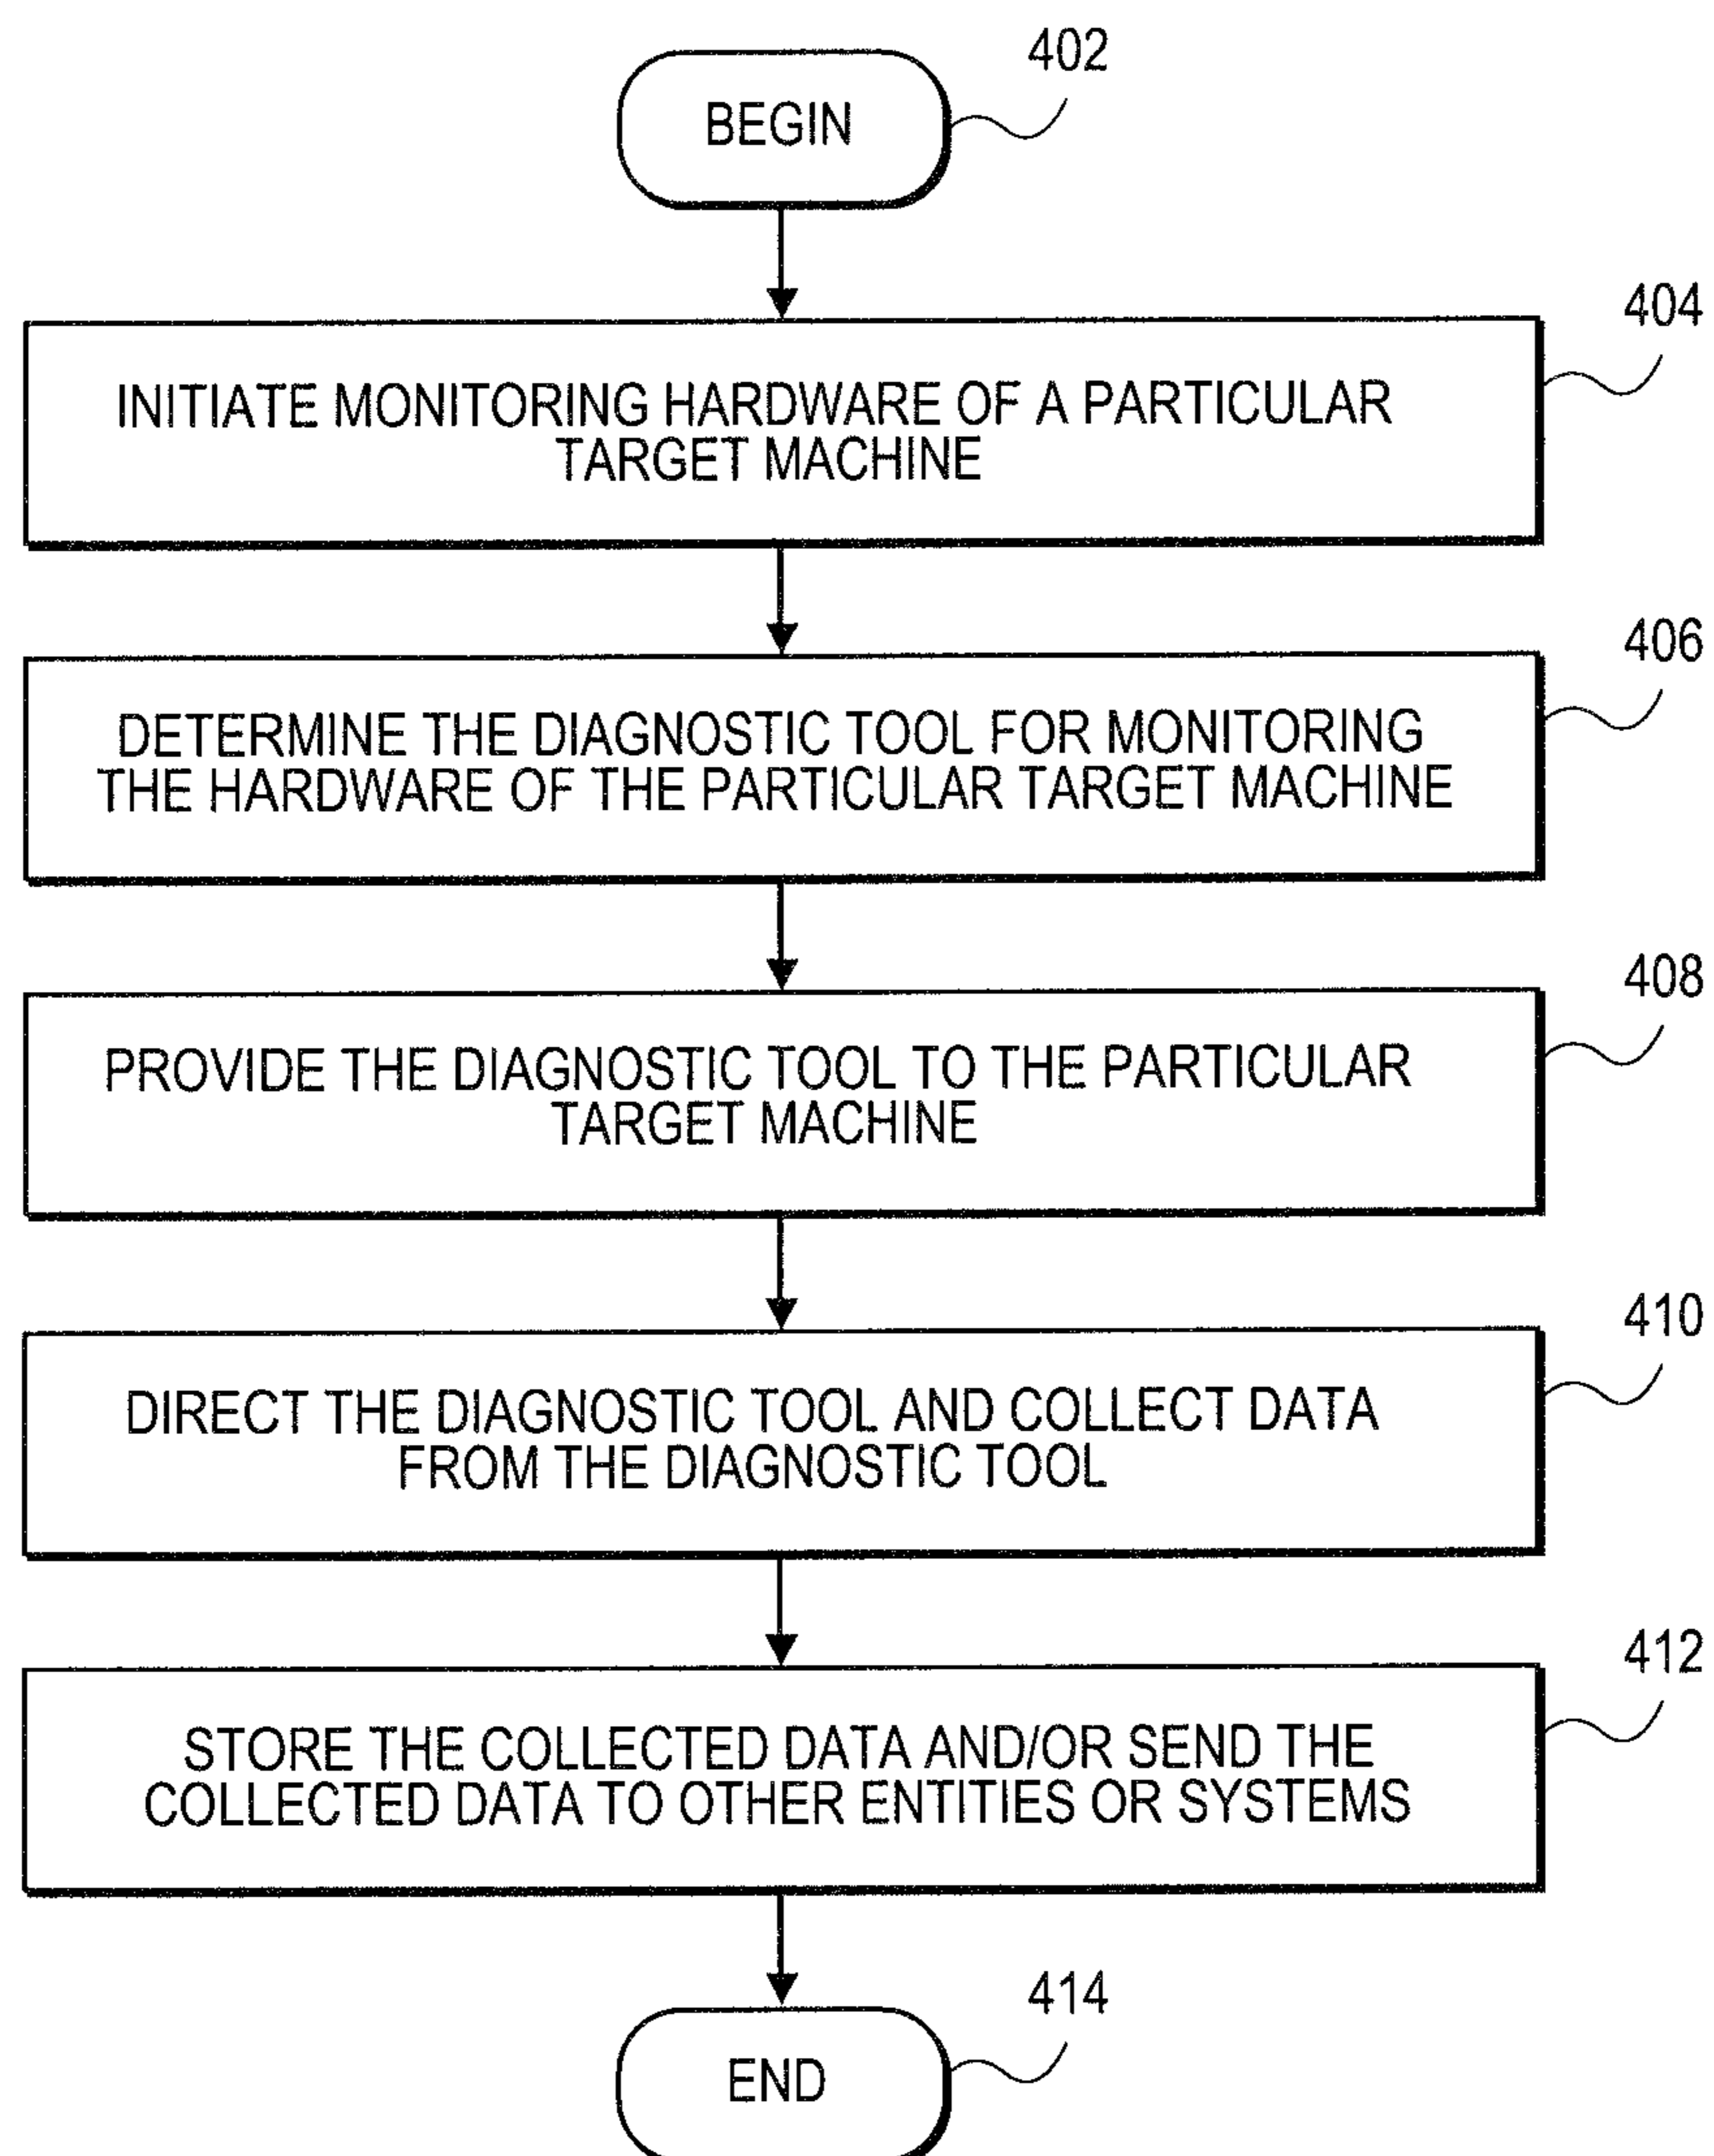 402
BEGIN
404
INITIATE MONITORING HARDWARE OF A PARTICULAR
TARGET MACHINE
406
DETERMINE THE DIAGNOSTIC TOOL FOR MONITORING
THE HARDWARE OF THE PARTICULAR TARGET MACHINE
408
PROVIDE THE DIAGNOSTIC TOOL TO THE PARTICULAR
TARGET MACHINE
410
DIRECT THE DIAGNOSTIC TOOL AND COLLECT DATA
FROM THE DIAGNOSTIC TOOL
412
STORE THE COLLECTED DATA AND/OR SEND THE
COLLECTED DATA TO OTHER ENTITIES OR SYSTEMS
414
END